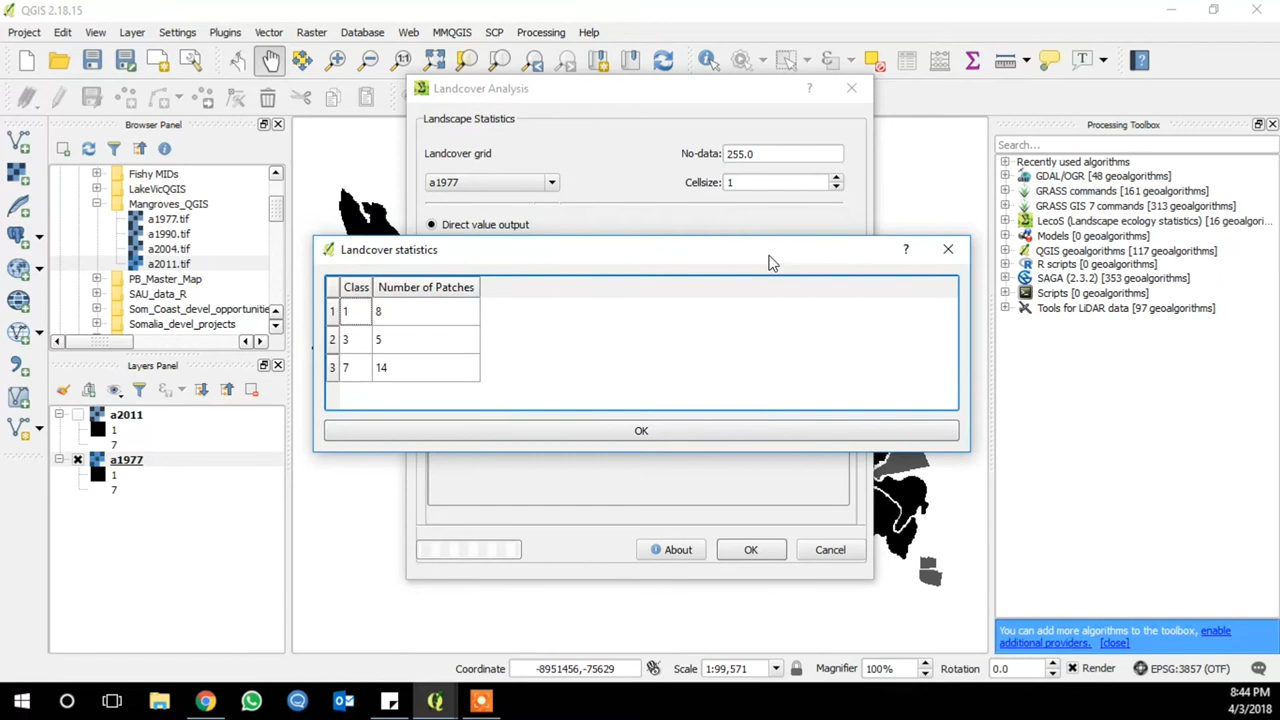 QGIS 2.18.15
Project Edit View Layer Settings Plugins Vector Raster Database Web MMQGIS SCP Processing Help
Browser Panel
Fishy MIDs
LakeVicQGIS
Mangroves_QGIS
a1977.tif
a1990.tif
a2004.tif
a2011.tif
PB_Master_Map
SAU_data_R
Som_Coast_devel_opportunities
Somalia_devel_projects
Layers Panel
a2011
1
7
a1977
1
7
Landcover Analysis
Landscape Statistics
Landcover grid
No-data: 255.0
a1977
Cellsize: 1
Direct value output
Landcover statistics
Class Number of Patches
1 1 8
2 3 5
3 7 14
OK
About OK Cancel
Processing Toolbox
Search...
Recently used algorithms
GDAL/OGR [48 geoalgorithms]
GRASS commands [161 geoalgorithms]
GRASS GIS 7 commands [313 geoalgorithms]
LecoS (Landscape ecology statistics) [16 geoalgori...
Models [0 geoalgorithms]
QGIS geoalgorithms [117 geoalgorithms]
R scripts [0 geoalgorithms]
SAGA (2.3.2) [353 geoalgorithms]
Scripts [0 geoalgorithms]
Tools for LiDAR data [97 geoalgorithms]
You can add more algorithms to the toolbox, enable
additional providers. [close]
Coordinate -8951456,-75629 Scale 1:99,571 Magnifier 100% Rotation 0.0 Render EPSG:3857 (OTF)
8:44 PM
4/3/2018